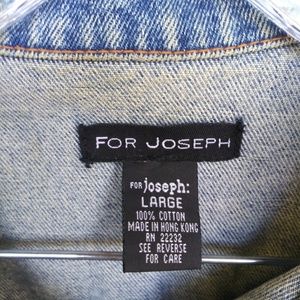 FOR JOSEPH
FOR joseph:
LARGE
100% COTTON
MADE IN HONG KONG
RN 22232
SEE REVERSE
FOR CARE